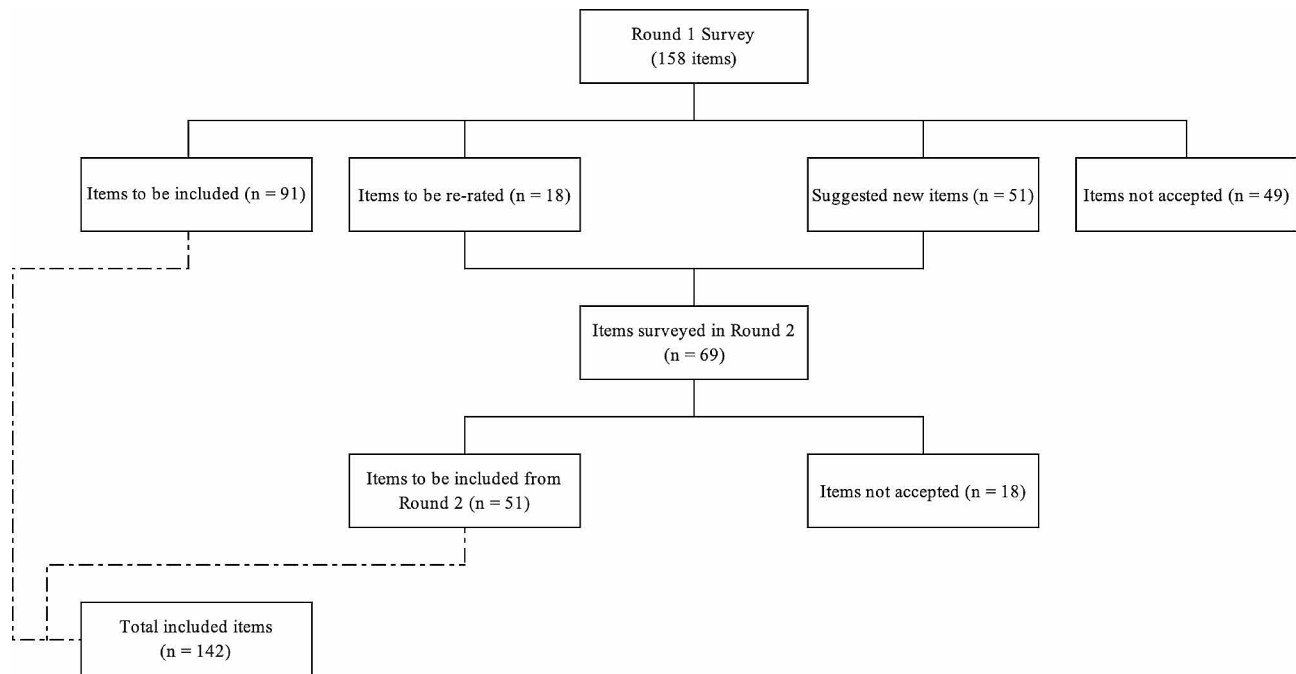 Round 1 Survey
(158 items)
Items to be included (n = 91)
Items to be re-rated (n = 18)
Suggested new items (n = 51)
Items not accepted (n = 49)
Items surveyed in Round 2
(n = 69)
Items to be included from
Round 2 (n = 51)
Items not accepted (n = 18)
Total included items
(n = 142)